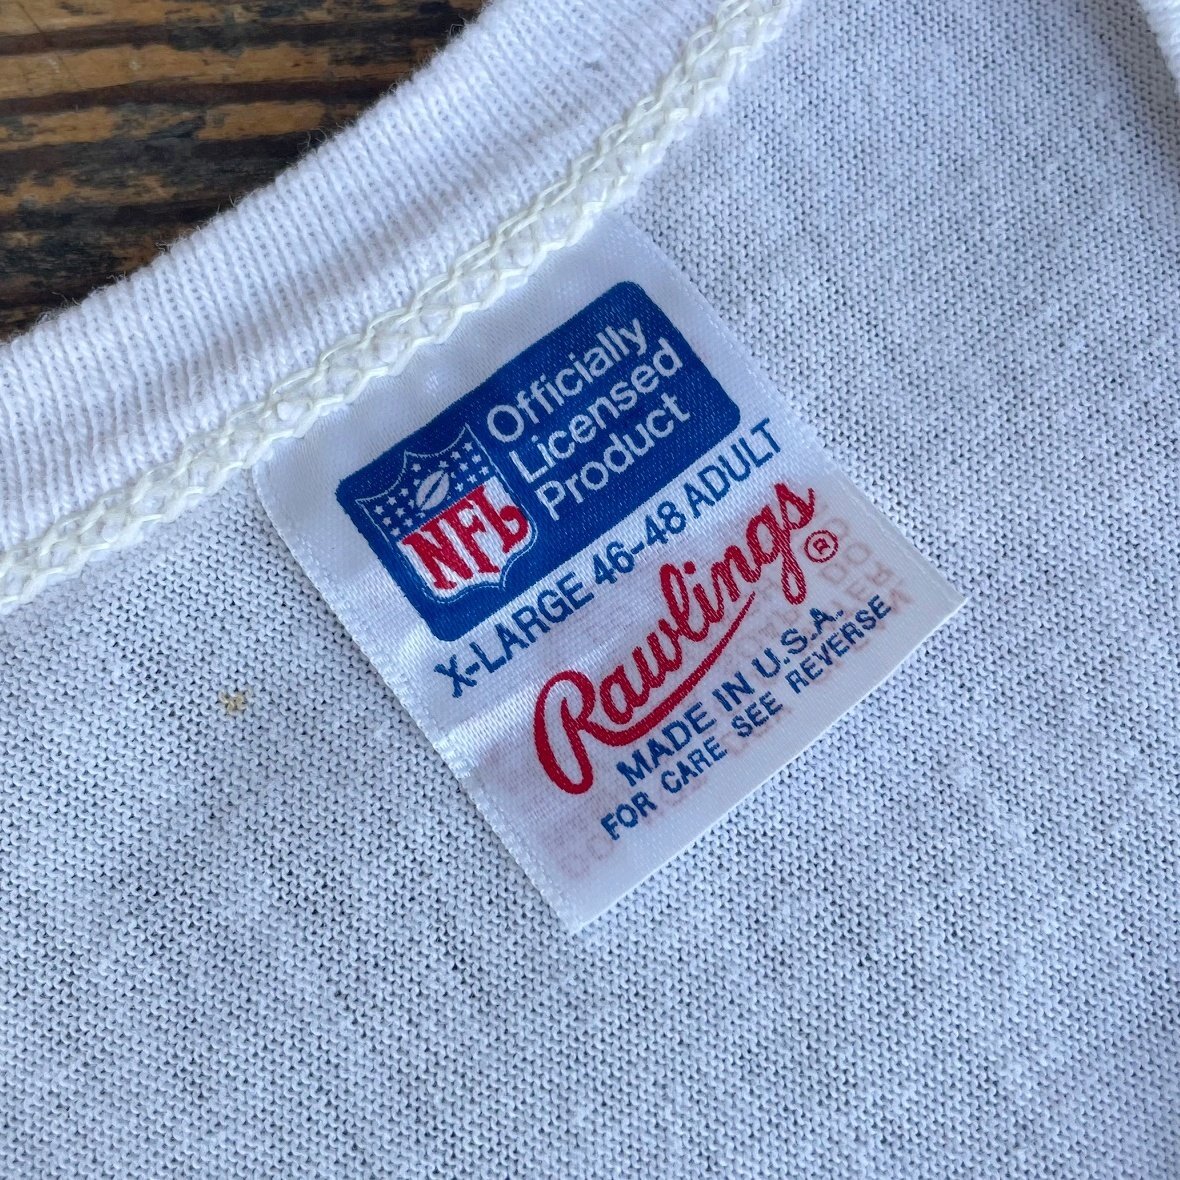 Officially
Licensed
Product
NFL
X-LARGE 46-48 ADULT
Rawlings®
MADE IN U.S.A.
FOR CARE SEE REVERSE